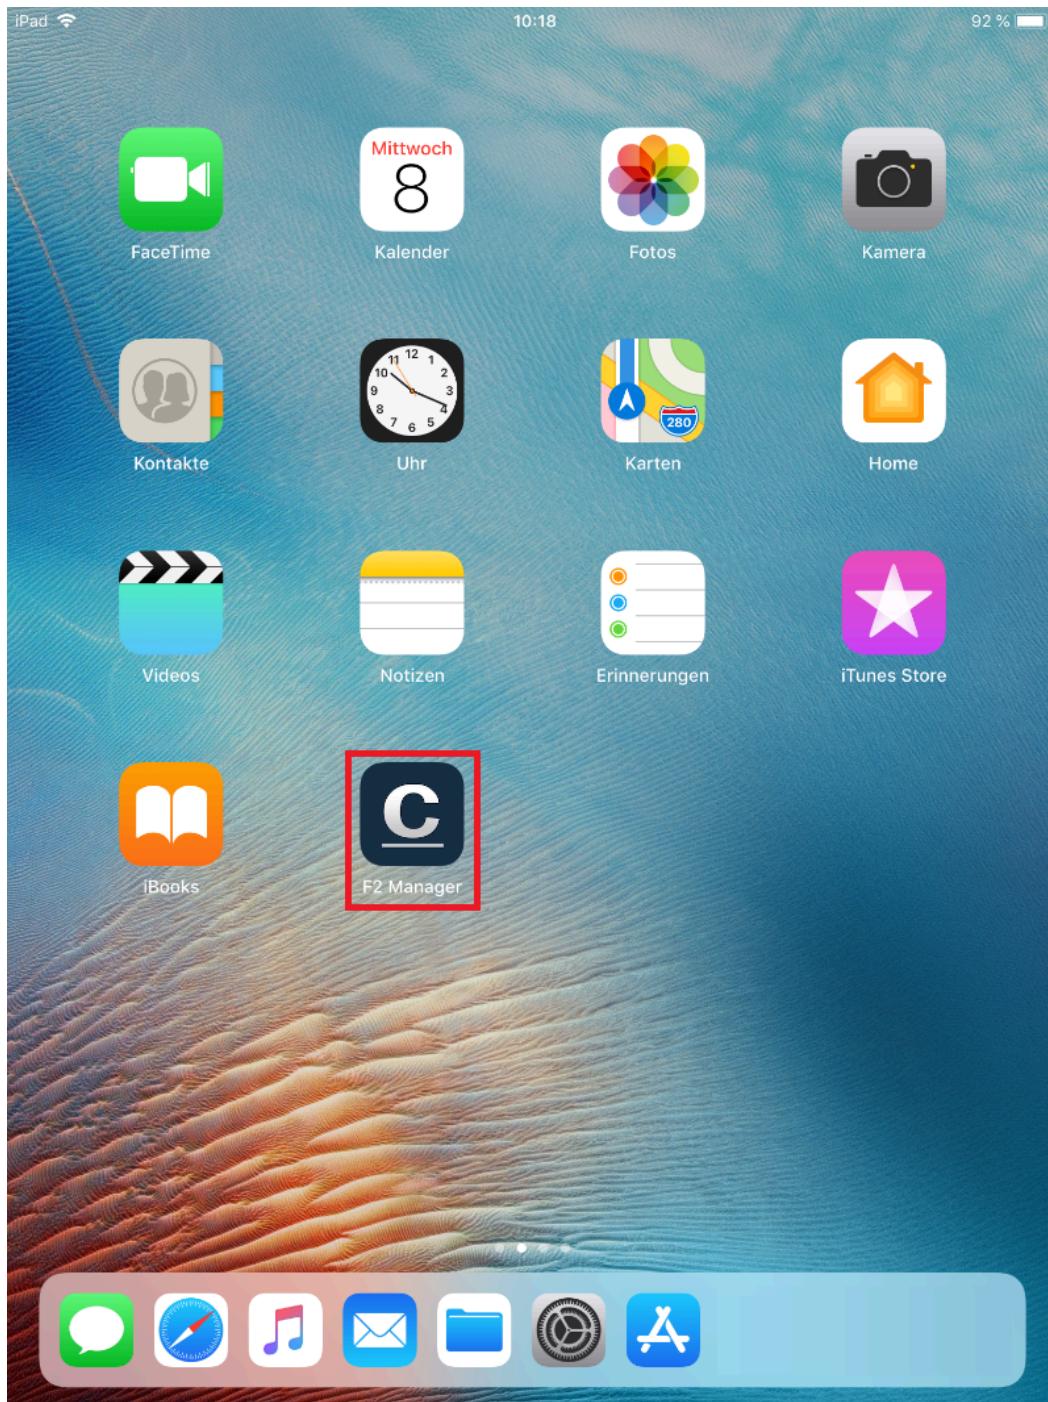 iPad 10:18 92 %
Mittwoch
8
FaceTime Kalender Fotos Kamera
11 12 1
10 2
9 3
8 4
7 6 5
280
Kontakte Uhr Karten Home
Videos Notizen Erinnerungen iTunes Store
C
iBooks F2 Manager